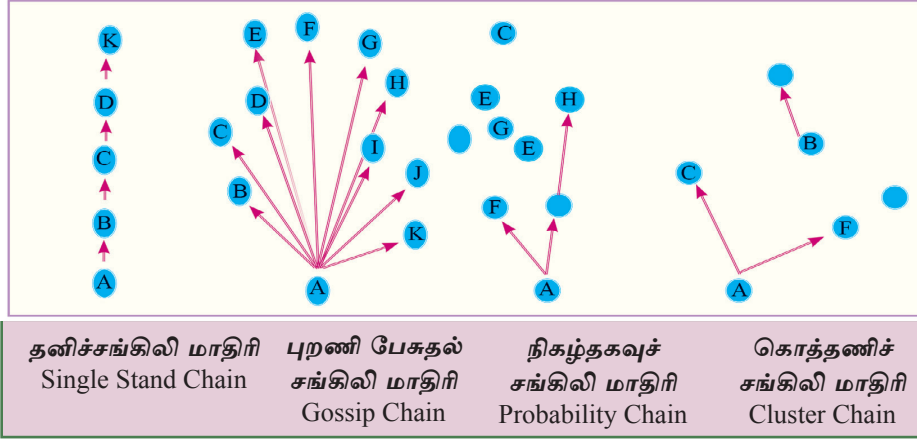 K
D
C
B
A
E
F
G
H
D
I
C
J
B
K
A
C
E
H
G
E
F
A
B
C
F
A
தனிச்சங்கிலி மாதிரி
Single Stand Chain
புறணி பேசுதல்
சங்கிலி மாதிரி
Gossip Chain
நிகழ்தகவுச்
சங்கிலி மாதிரி
Probability Chain
கொத்தணிச்
சங்கிலி மாதிரி
Cluster Chain